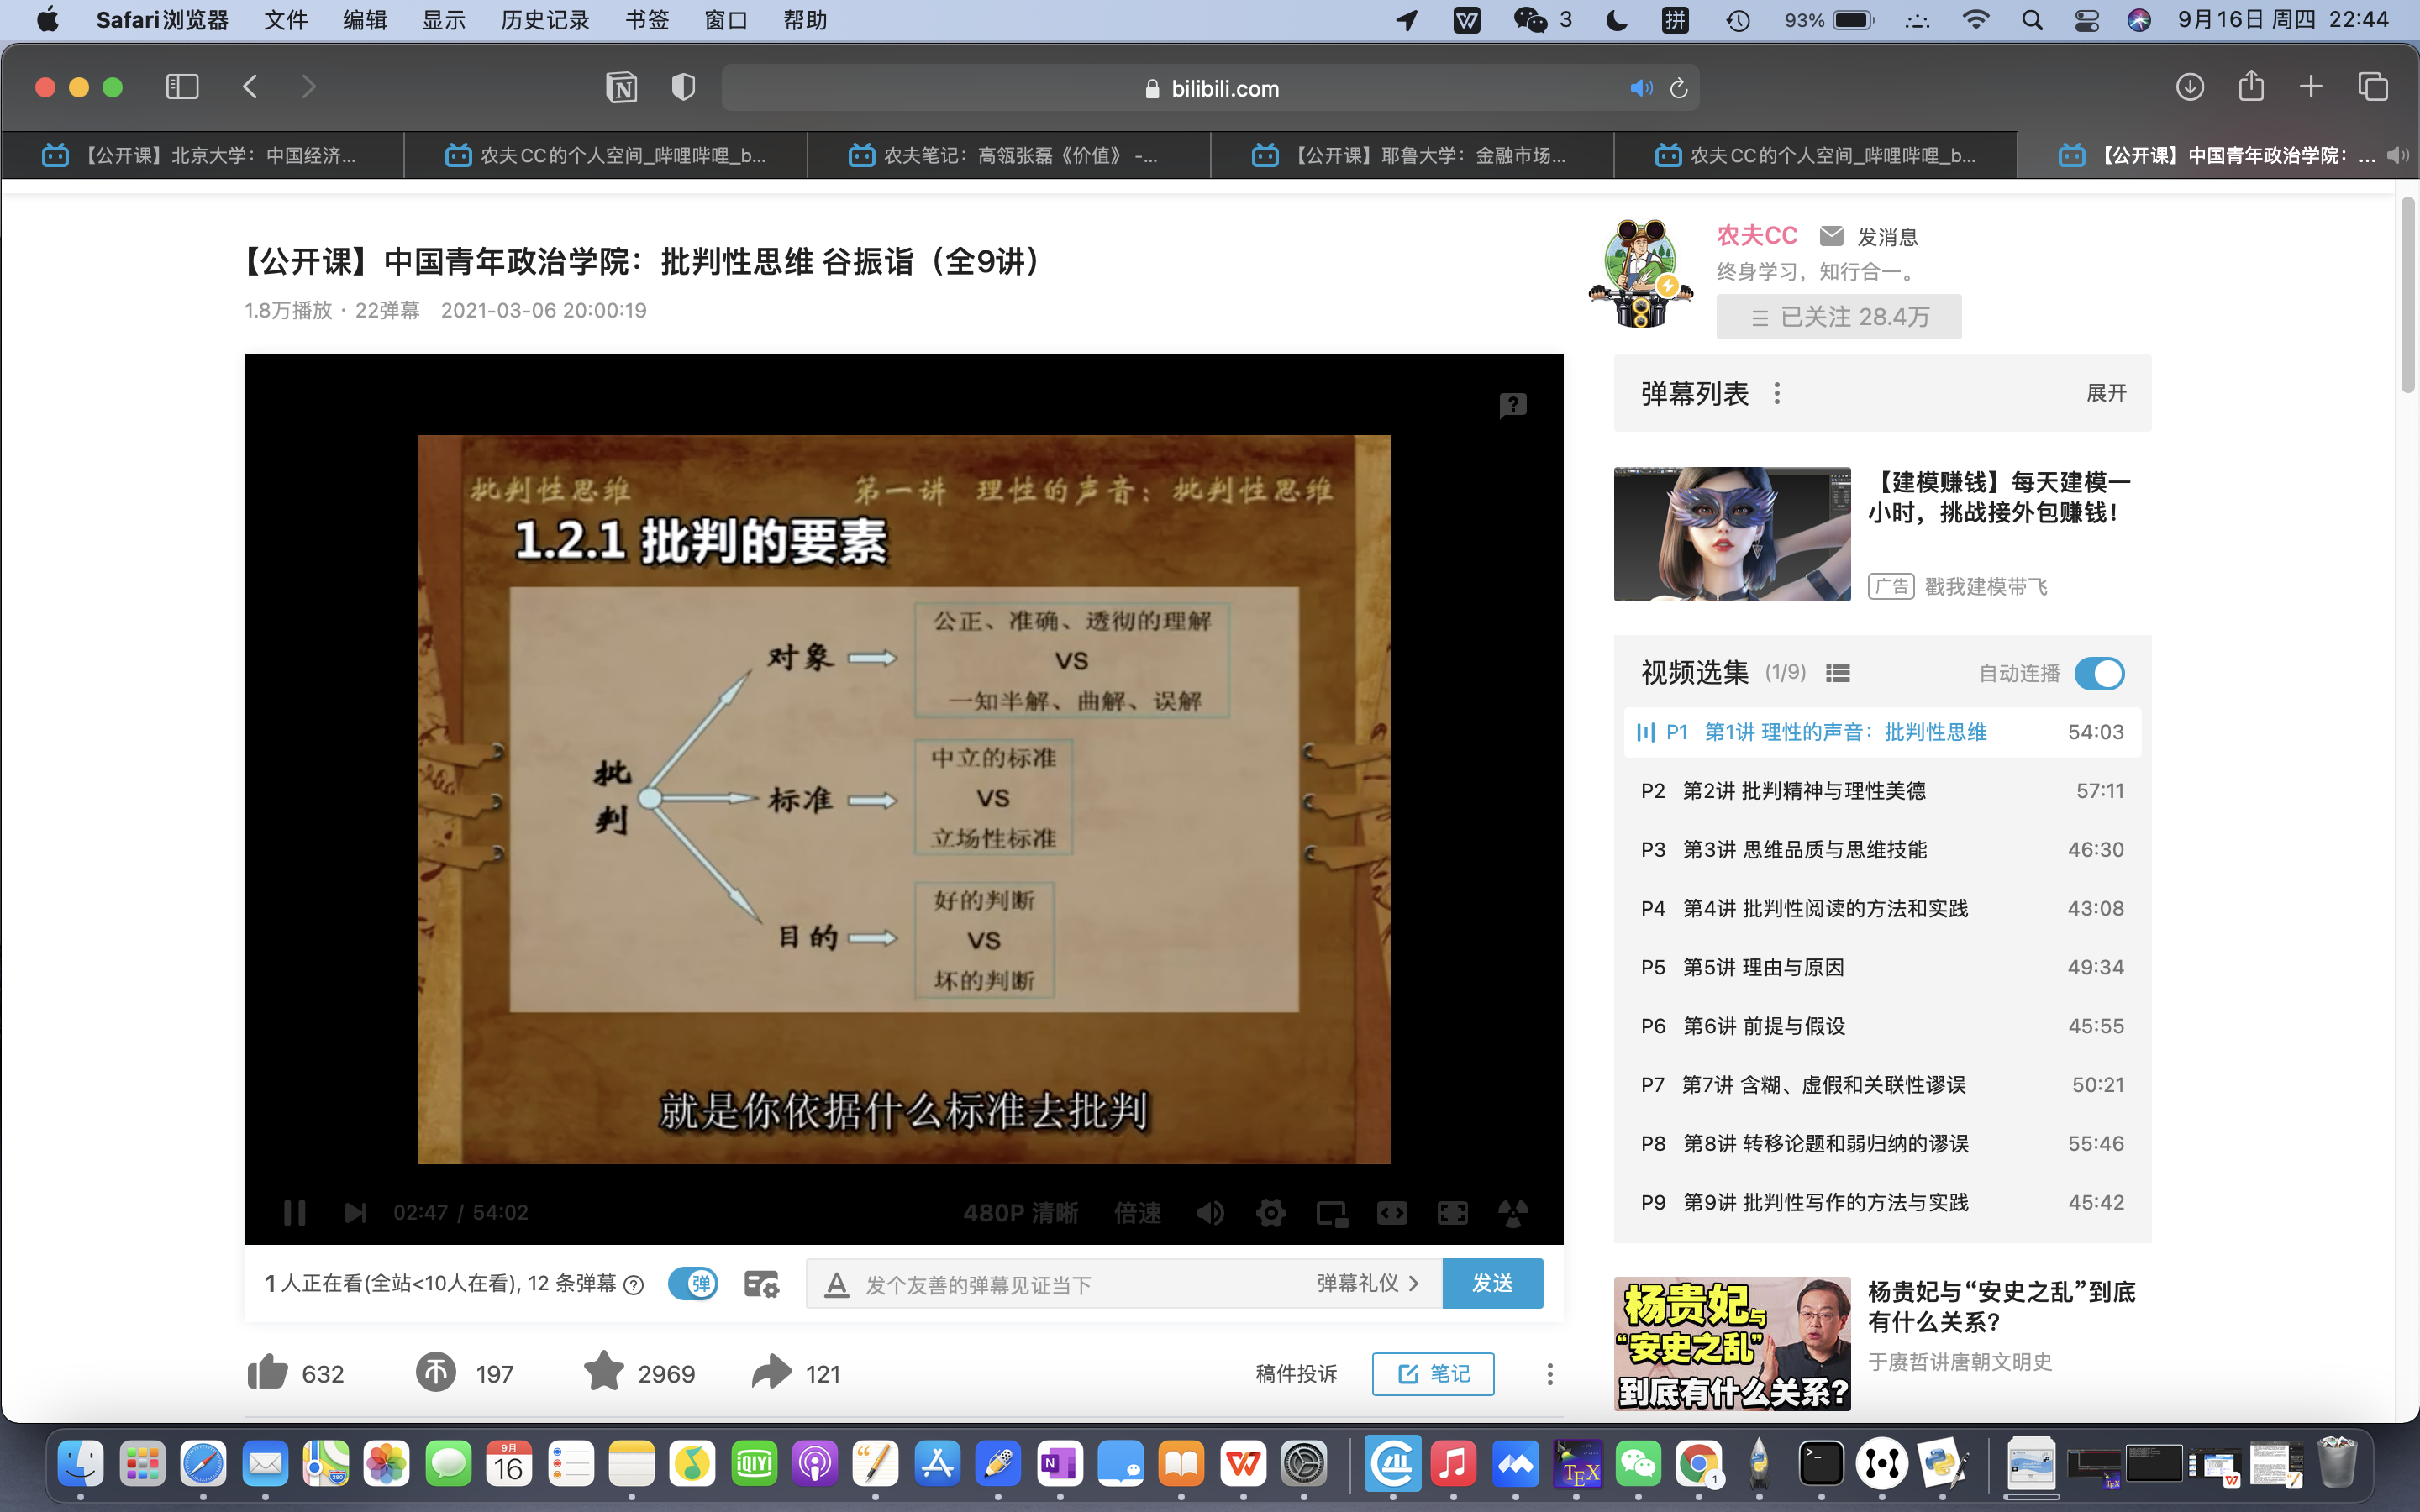 Safari浏览器 文件 编辑 显示 历史记录 书签 窗口 帮助 3 拼 93% 9月16日 周四 22:44
bilibili.com
【公开课】北京大学：中国经济... 农夫CC的个人空间_哔哩哔哩_b... 农夫笔记：高瓴张磊《价值》 -... 【公开课】耶鲁大学：金融市场... 农夫CC的个人空间_哔哩哔哩_b... 【公开课】中国青年政治学院：...
【公开课】中国青年政治学院：批判性思维 谷振诣（全9讲）
1.8万播放 · 22弹幕 2021-03-06 20:00:19
农夫CC 发消息
终身学习，知行合一。
已关注 28.4万
批判性思维 第一讲 理性的声音：批判性思维
1.2.1 批判的要素
批判
对象
公正、准确、透彻的理解
VS
一知半解、曲解、误解
标准
中立的标准
VS
立场性标准
目的
好的判断
VS
坏的判断
就是你依据什么标准去批判
02:47 / 54:02 480P 清晰 倍速
1人正在看(全站<10人在看), 12 条弹幕 弹 发个友善的弹幕见证当下 弹幕礼仪 发送
632 197 2969 121 稿件投诉 笔记
弹幕列表 展开
【建模赚钱】每天建模一
小时，挑战接外包赚钱！
广告 戳我建模带飞
视频选集 (1/9) 自动连播
P1 第1讲 理性的声音：批判性思维 54:03
P2 第2讲 批判精神与理性美德 57:11
P3 第3讲 思维品质与思维技能 46:30
P4 第4讲 批判性阅读的方法和实践 43:08
P5 第5讲 理由与原因 49:34
P6 第6讲 前提与假设 45:55
P7 第7讲 含糊、虚假和关联性谬误 50:21
P8 第8讲 转移论题和弱归纳的谬误 55:46
P9 第9讲 批判性写作的方法与实践 45:42
杨贵妃与
“安史之乱”
到底有什么关系?
杨贵妃与“安史之乱”到底
有什么关系？
于赓哲讲唐朝文明史
9月
16
iQIYI
N
TEX
1